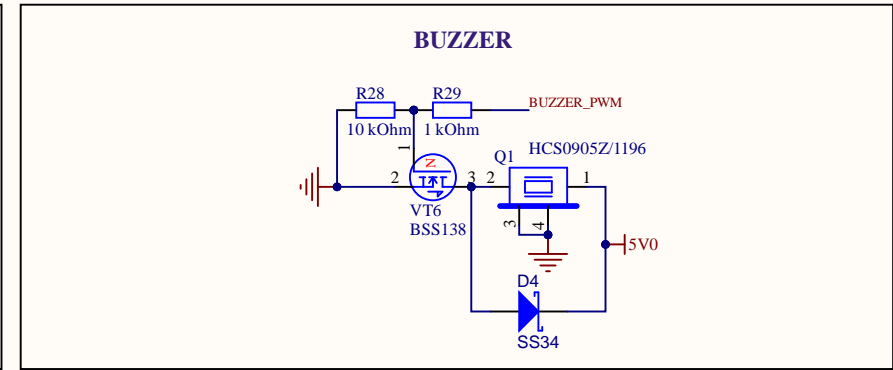 BUZZER
R28
R29
BUZZER_PWM
10 kOhm
1 kOhm
1
N
Q1
HCS0905Z/1196
2
3
2
1
VT6
BSS138
3
4
5V0
D4
SS34